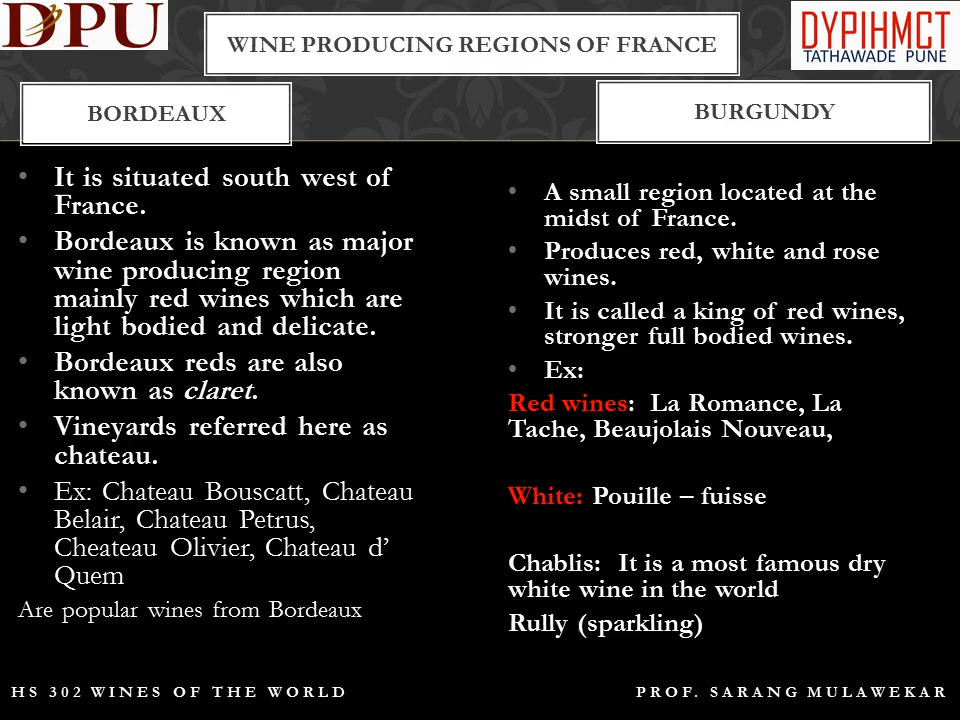 DPU
WINE PRODUCING REGIONS OF FRANCE
DYPIHMCT
TATHAWADE PUNE
BORDEAUX
• It is situated south west of
France.
• Bordeaux is known as major
wine producing region
mainly red wines which are
light bodied and delicate.
• Bordeaux reds are also
known as claret.
• Vineyards referred here as
chateau.
• Ex: Chateau Bouscatt, Chateau
Belair, Chateau Petrus,
Cheateau Olivier, Chateau d’
Quem
Are popular wines from Bordeaux
BURGUNDY
• A small region located at the
midst of France.
• Produces red, white and rose
wines.
• It is called a king of red wines,
stronger full bodied wines.
• Ex:
Red wines: La Romance, La
Tache, Beaujolais Nouveau,
White: Pouille – fuisse
Chablis: It is a most famous dry
white wine in the world
Rully (sparkling)
HS 302 WINES OF THE WORLD
PROF. SARANG MULAWEKAR